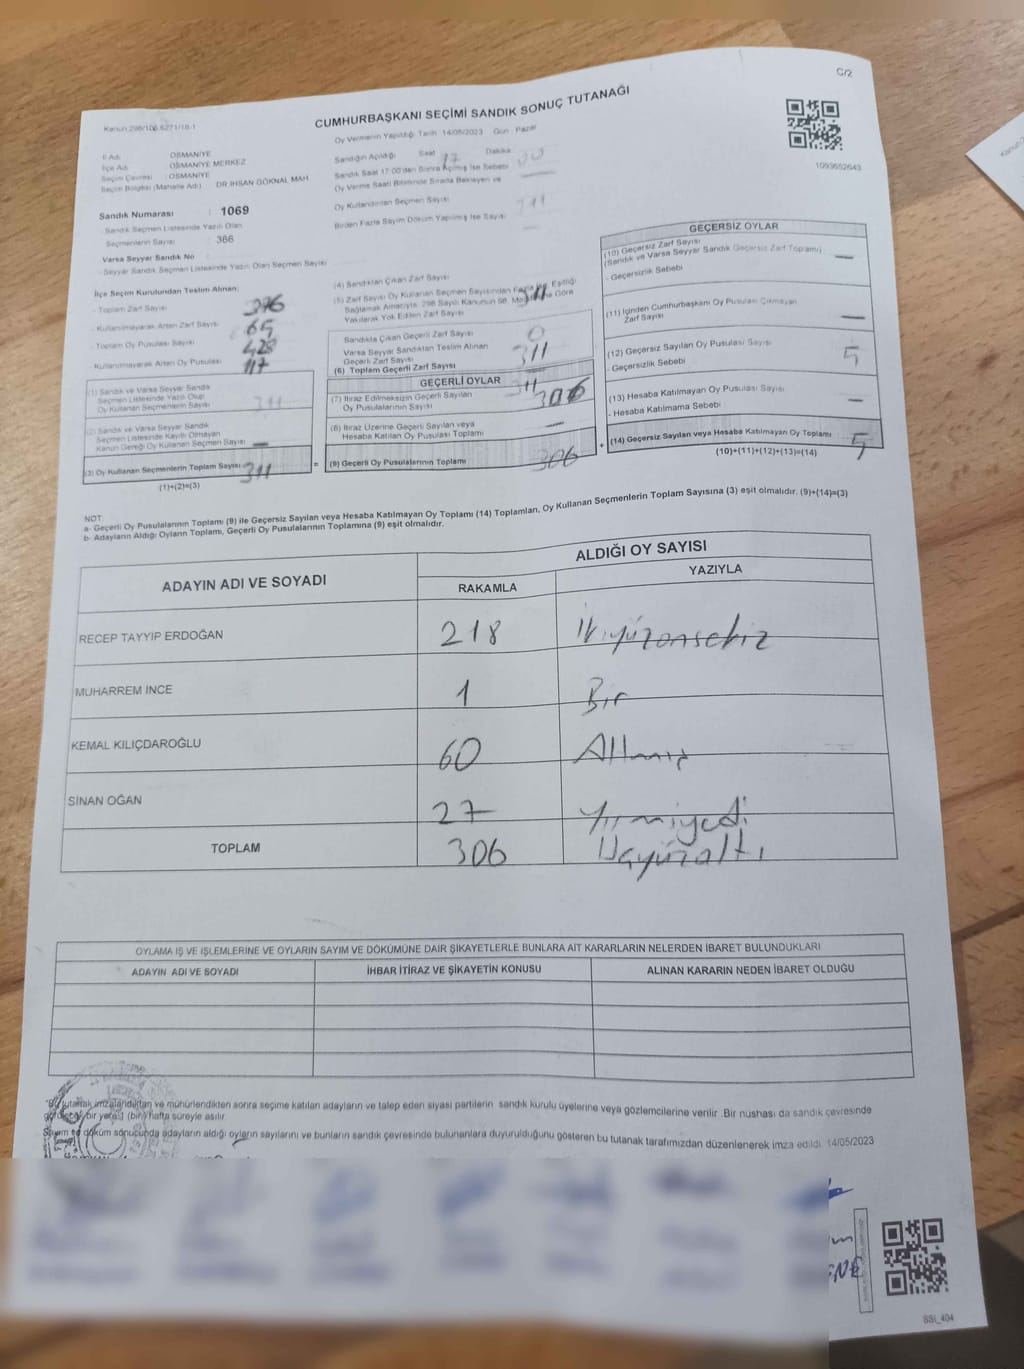 C/2
Kanun:298/105-6271/18-1
CUMHURBAŞKANI SEÇİMİ SANDIK SONUÇ TUTANAĞI
Oy Vermenin Yapıldığı Tarih 14/05/2023 Gün Pazar
1093652643
İl Adı OSMANİYE
İlçe Adı OSMANİYE MERKEZ
Seçim Çevresi : OSMANİYE
Seçim Bölgesi (Mahalle Adı) DR İHSAN GÖKNAL MAH
Sandığın Açıldığı Saat 17 Dakika 00
Sandık Saat 17:00'den Sonra Açılmış İse Sebebi
Oy Verme Saati Bitiminde Sırada Bekleyen ve
Oy Kullandırılan Seçmen Sayısı
Birden Fazla Sayım Döküm Yapılmış İse Sayısı
Sandık Numarası : 1069
- Sandık Seçmen Listesinde Yazılı Olan
Seçmenlerin Sayısı : 366
Varsa Seyyar Sandık No
- Seyyar Sandık Seçmen Listesinde Yazılı Olan Seçmen Sayısı
İlçe Seçim Kurulundan Teslim Alınan:
- Toplam Zarf Sayısı
- Kullanılmayarak Artan Zarf Sayısı 65
- Toplam Oy Pusulası Sayısı 428
- Kullanılmayarak Artan Oy Pusulası 117
(1) Sandık ve Varsa Seyyar Sandık
Seçmen Listesinde Yazılı Olup
Oy Kullanan Seçmenlerin Sayısı 311
(2) Sandık ve Varsa Seyyar Sandık
Seçmen Listesinde Kayıtlı Olmayan
Kanun Gereği Oy Kullanan Seçmen Sayısı —
(3) Oy Kullanan Seçmenlerin Toplam Sayısı 311
(1)+(2)=(3)
(4) Sandıktan Çıkan Zarf Sayısı 311
(5) Zarf Sayısı Oy Kullanan Seçmen Sayısından Fazla İse, Eşitliği
Sağlamak Amacıyla, 298 Sayılı Kanunun 98. Maddesine Göre
Yakılarak Yok Edilen Zarf Sayısı
Sandıkta Çıkan Geçerli Zarf Sayısı
Varsa Seyyar Sandıktan Teslim Alınan 0
Geçerli Zarf Sayısı 311
(6) Toplam Geçerli Zarf Sayısı 311
GEÇERLİ OYLAR
(7) İtiraz Edilmeksizin Geçerli Sayılan
Oy Pusulalarının Sayısı 306
(8) İtiraz Üzerine Geçerli Sayılan veya
Hesaba Katılan Oy Pusulası Toplamı —
= (9) Geçerli Oy Pusulalarının Toplamı 306
GEÇERSİZ OYLAR
(10) Geçersiz Zarf Sayısı
(Sandık ve Varsa Seyyar Sandık Geçersiz Zarf Toplamı) —
- Geçersizlik Sebebi
(11) İçinden Cumhurbaşkanı Oy Pusulası Çıkmayan
Zarf Sayısı —
(12) Geçersiz Sayılan Oy Pusulası Sayısı 5
- Geçersizlik Sebebi
(13) Hesaba Katılmayan Oy Pusulası Sayısı —
- Hesaba Katılmama Sebebi :
+ (14) Geçersiz Sayılan veya Hesaba Katılmayan Oy Toplamı 5
(10)+(11)+(12)+(13)=(14)
NOT:
a- Geçerli Oy Pusulalarının Toplamı (9) ile Geçersiz Sayılan veya Hesaba Katılmayan Oy Toplamı (14) Toplamları, Oy Kullanan Seçmenlerin Toplam Sayısına (3) eşit olmalıdır. (9)+(14)=(3)
b- Adayların Aldığı Oyların Toplamı, Geçerli Oy Pusulalarının Toplamına (9) eşit olmalıdır.
ADAYIN ADI VE SOYADI
ALDIĞI OY SAYISI
RAKAMLA YAZIYLA
RECEP TAYYIP ERDOĞAN 218 İkiyüzonsekiz
MUHARREM İNCE 1 Bir
KEMAL KILIÇDAROĞLU 60 Altmış
SİNAN OĞAN 27 Yirmiyedi
TOPLAM 306 Üçyüzaltı
OYLAMA İŞ VE İŞLEMLERİNE VE OYLARIN SAYIM VE DÖKÜMÜNE DAİR ŞİKAYETLERLE BUNLARA AİT KARARLARIN NELERDEN İBARET BULUNDUKLARI
ADAYIN ADI VE SOYADI İHBAR İTİRAZ VE ŞİKAYETİN KONUSU ALINAN KARARIN NEDEN İBARET OLDUĞU
tutanak imzalandıktan ve mühürlendikten sonra seçime katılan adayların ve talep eden siyasi partilerin sandık kurulu üyelerine veya gözlemcilerine verilir .Bir nüshası da sandık çevresinde
bir yere 1 (bir) hafta süreyle asılır.
Sayım ve döküm sonucunda adayların aldığı oyların sayılarını ve bunların sandık çevresinde bulunanlara duyurulduğunu gösteren bu tutanak tarafımızdan düzenlenerek imza edildi. 14/05/2023
SSI_404